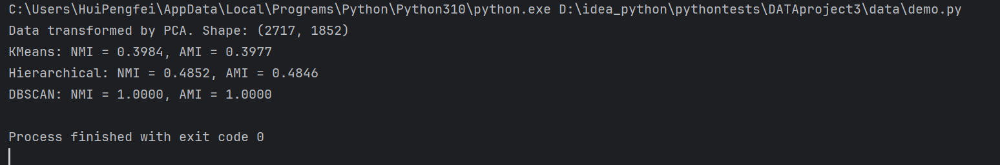 C:\Users\HuiPengfei\AppData\Local\Programs\Python\Python310\python.exe D:\idea_python\pythontests\DATAproject3\data\demo.py
Data transformed by PCA. Shape: (2717, 1852)
KMeans: NMI = 0.3984, AMI = 0.3977
Hierarchical: NMI = 0.4852, AMI = 0.4846
DBSCAN: NMI = 1.0000, AMI = 1.0000
Process finished with exit code 0